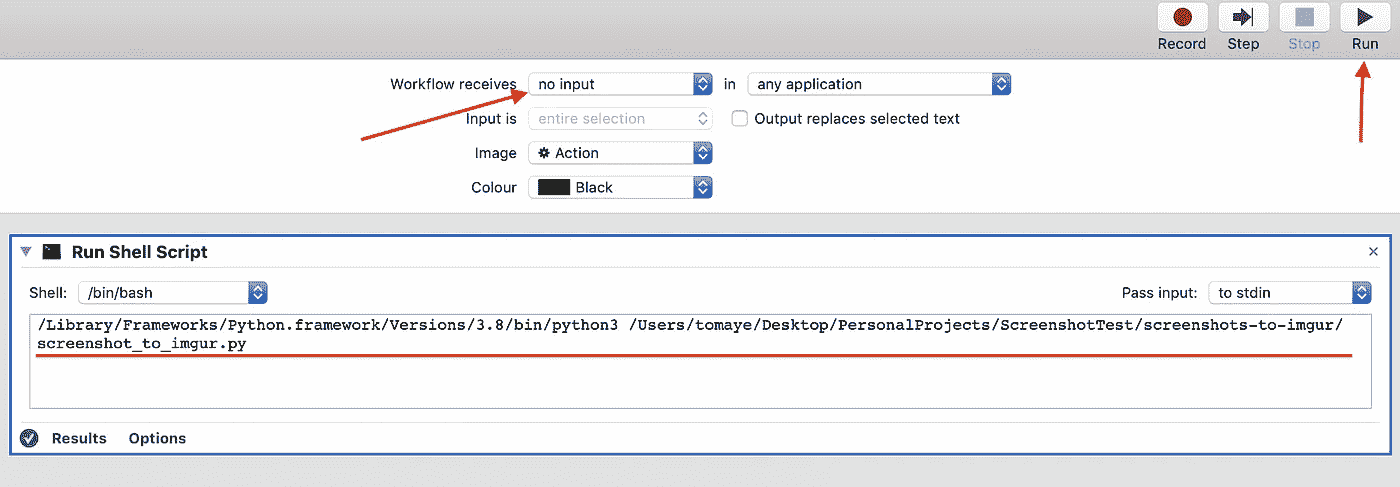 Record Step Stop Run
Workflow receives no input in any application
Input is entire selection Output replaces selected text
Image Action
Colour Black
Run Shell Script
Shell: /bin/bash Pass input: to stdin
/Library/Frameworks/Python.framework/Versions/3.8/bin/python3 /Users/tomaye/Desktop/PersonalProjects/ScreenshotTest/screenshots-to-imgur/
screenshot_to_imgur.py
Results Options